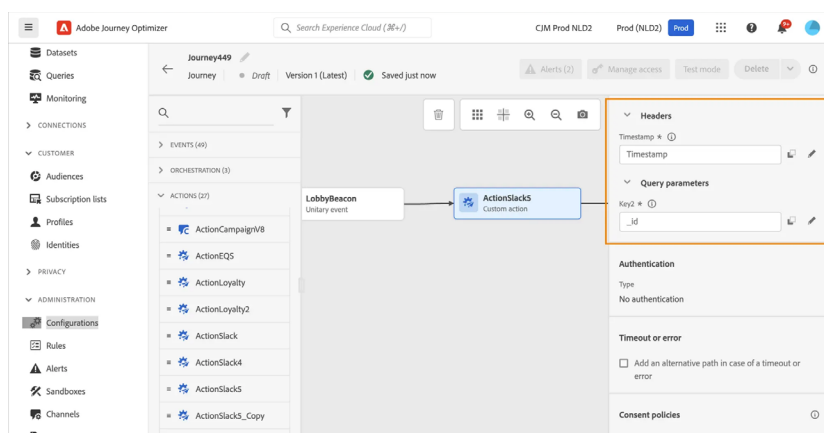 Adobe Journey Optimizer
Search Experience Cloud (⌘+/)
CJM Prod NLD2
Prod (NLD2)
Prod
9+
Datasets
Queries
Monitoring
CONNECTIONS
CUSTOMER
Audiences
Subscription lists
Profiles
Identities
PRIVACY
ADMINISTRATION
Configurations
Rules
Alerts
Sandboxes
Channels
Journey449
Journey
Draft
Version 1 (Latest)
Saved just now
Alerts (2)
Manage access
Test mode
Delete
EVENTS (49)
ORCHESTRATION (3)
ACTIONS (27)
ActionCampaignV8
ActionEQS
ActionLoyalty
ActionLoyalty2
ActionSlack
ActionSlack4
ActionSlack5
ActionSlack5_Copy
LobbyBeacon
Unitary event
ActionSlack5
Custom action
Headers
Timestamp *
Timestamp
Query parameters
Key2 *
_id
Authentication
Type
No authentication
Timeout or error
Add an alternative path in case of a timeout or
error
Consent policies